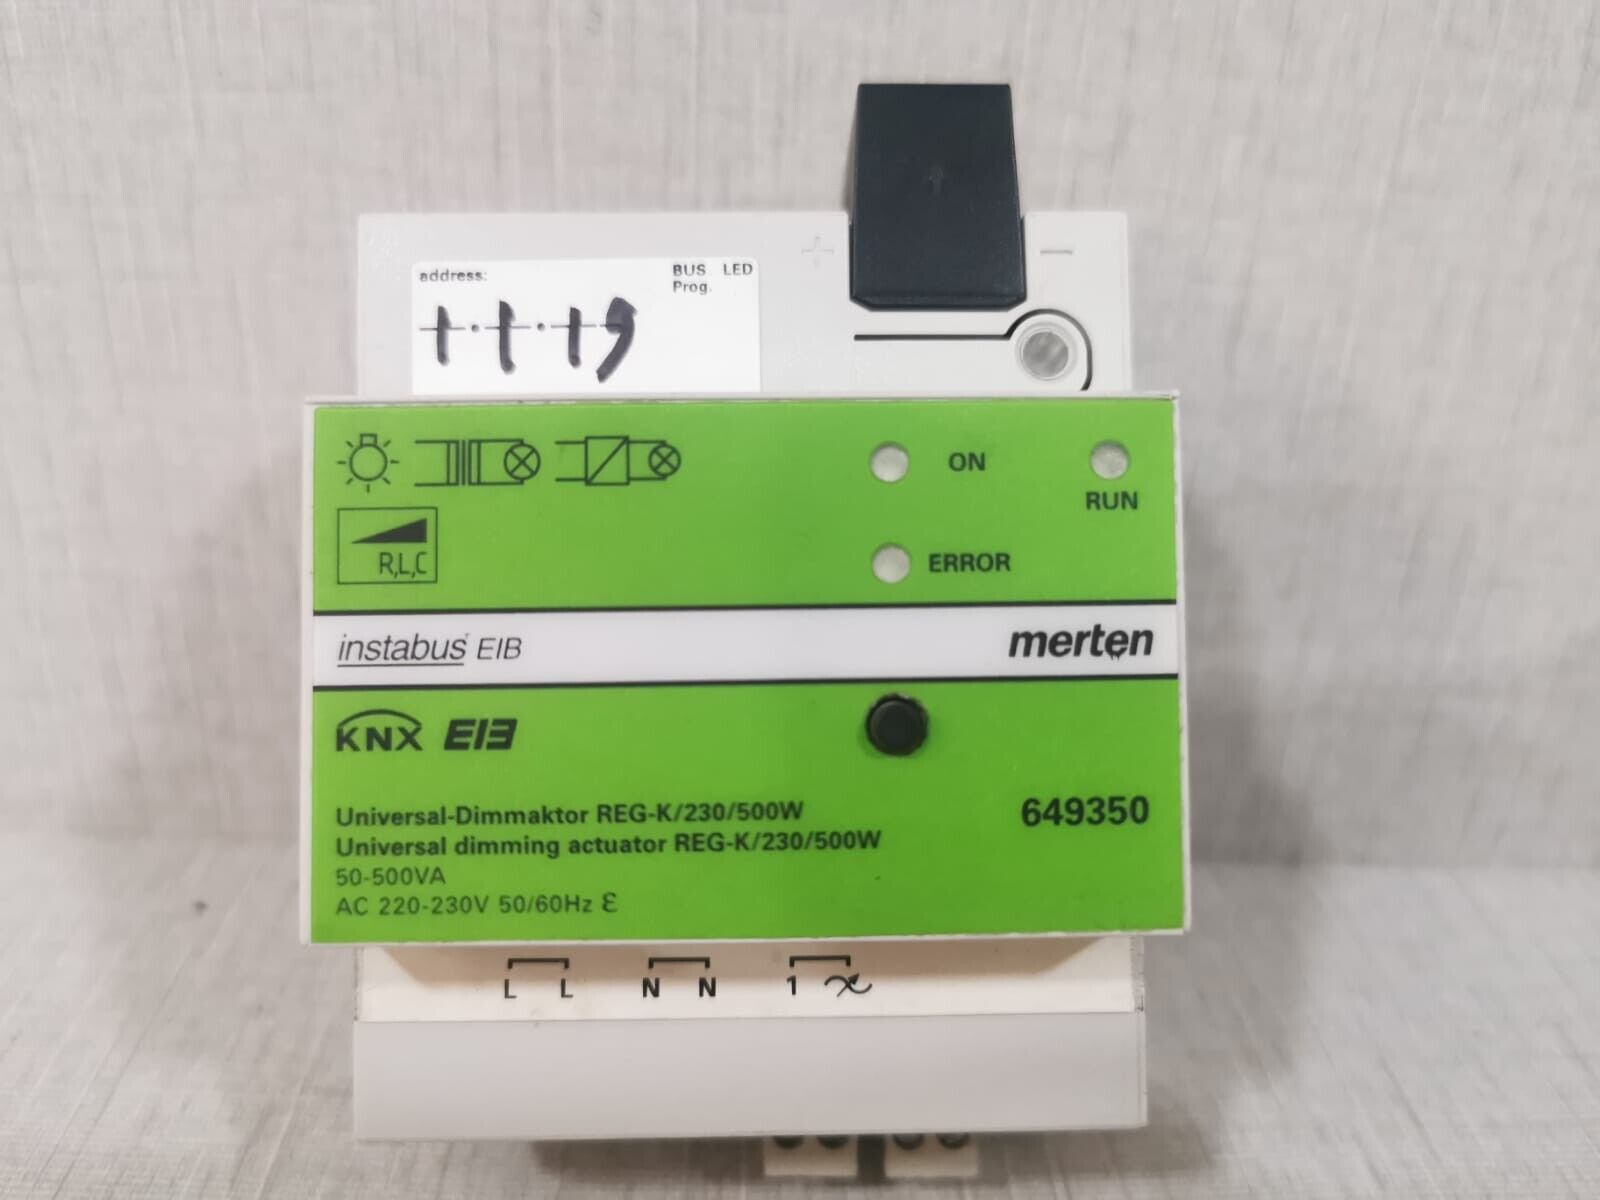 + −
address: BUS LED
Prog.
1.1.19
ON
RUN
ERROR
R,L,C
instabus EIB merten
KNX EIB
Universal-Dimmaktor REG-K/230/500W 649350
Universal dimming actuator REG-K/230/500W
50-500VA
AC 220-230V 50/60Hz Ɛ
L L N N 1